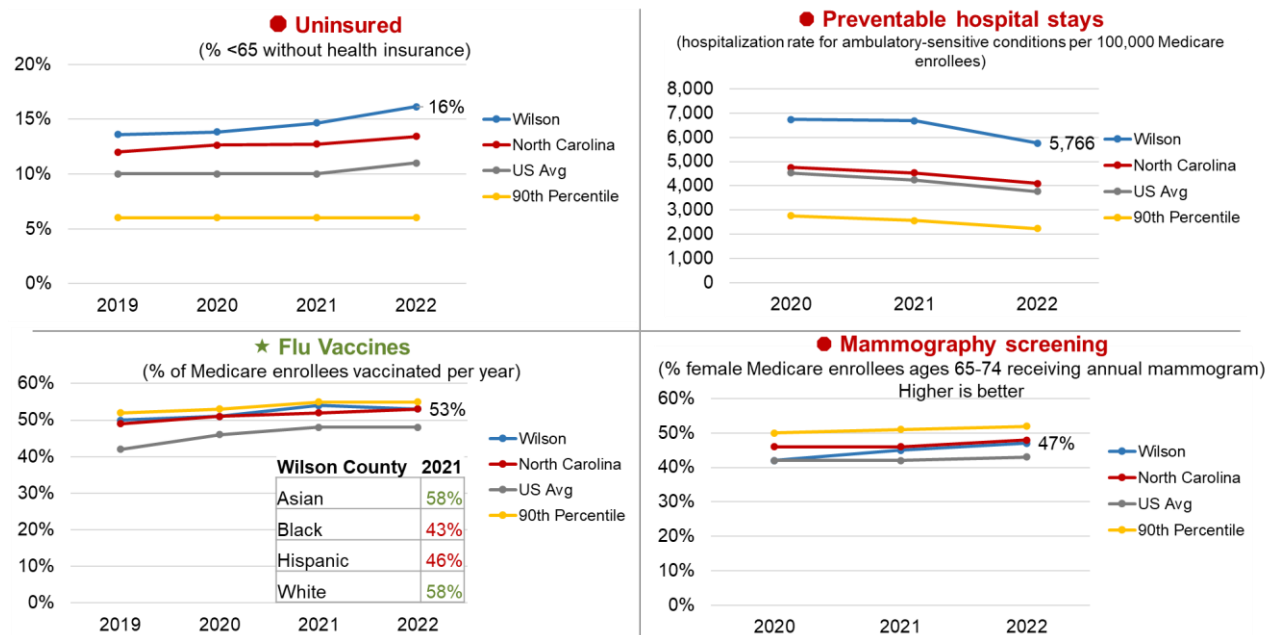 Uninsured
(% <65 without health insurance)
20%
15%
10%
5%
0%
16%
2019 2020 2021 2022
Wilson
North Carolina
US Avg
90th Percentile
Preventable hospital stays
(hospitalization rate for ambulatory-sensitive conditions per 100,000 Medicare
enrollees)
8,000
7,000
6,000
5,000
4,000
3,000
2,000
1,000
0
5,766
2020 2021 2022
Wilson
North Carolina
US Avg
90th Percentile
Flu Vaccines
(% of Medicare enrollees vaccinated per year)
60%
50%
40%
30%
20%
10%
0%
53%
Wilson County 2021
Asian 58%
Black 43%
Hispanic 46%
White 58%
2019 2020 2021 2022
Wilson
North Carolina
US Avg
90th Percentile
Mammography screening
(% female Medicare enrollees ages 65-74 receiving annual mammogram)
Higher is better
60%
50%
40%
30%
20%
10%
0%
47%
2020 2021 2022
Wilson
North Carolina
US Avg
90th Percentile